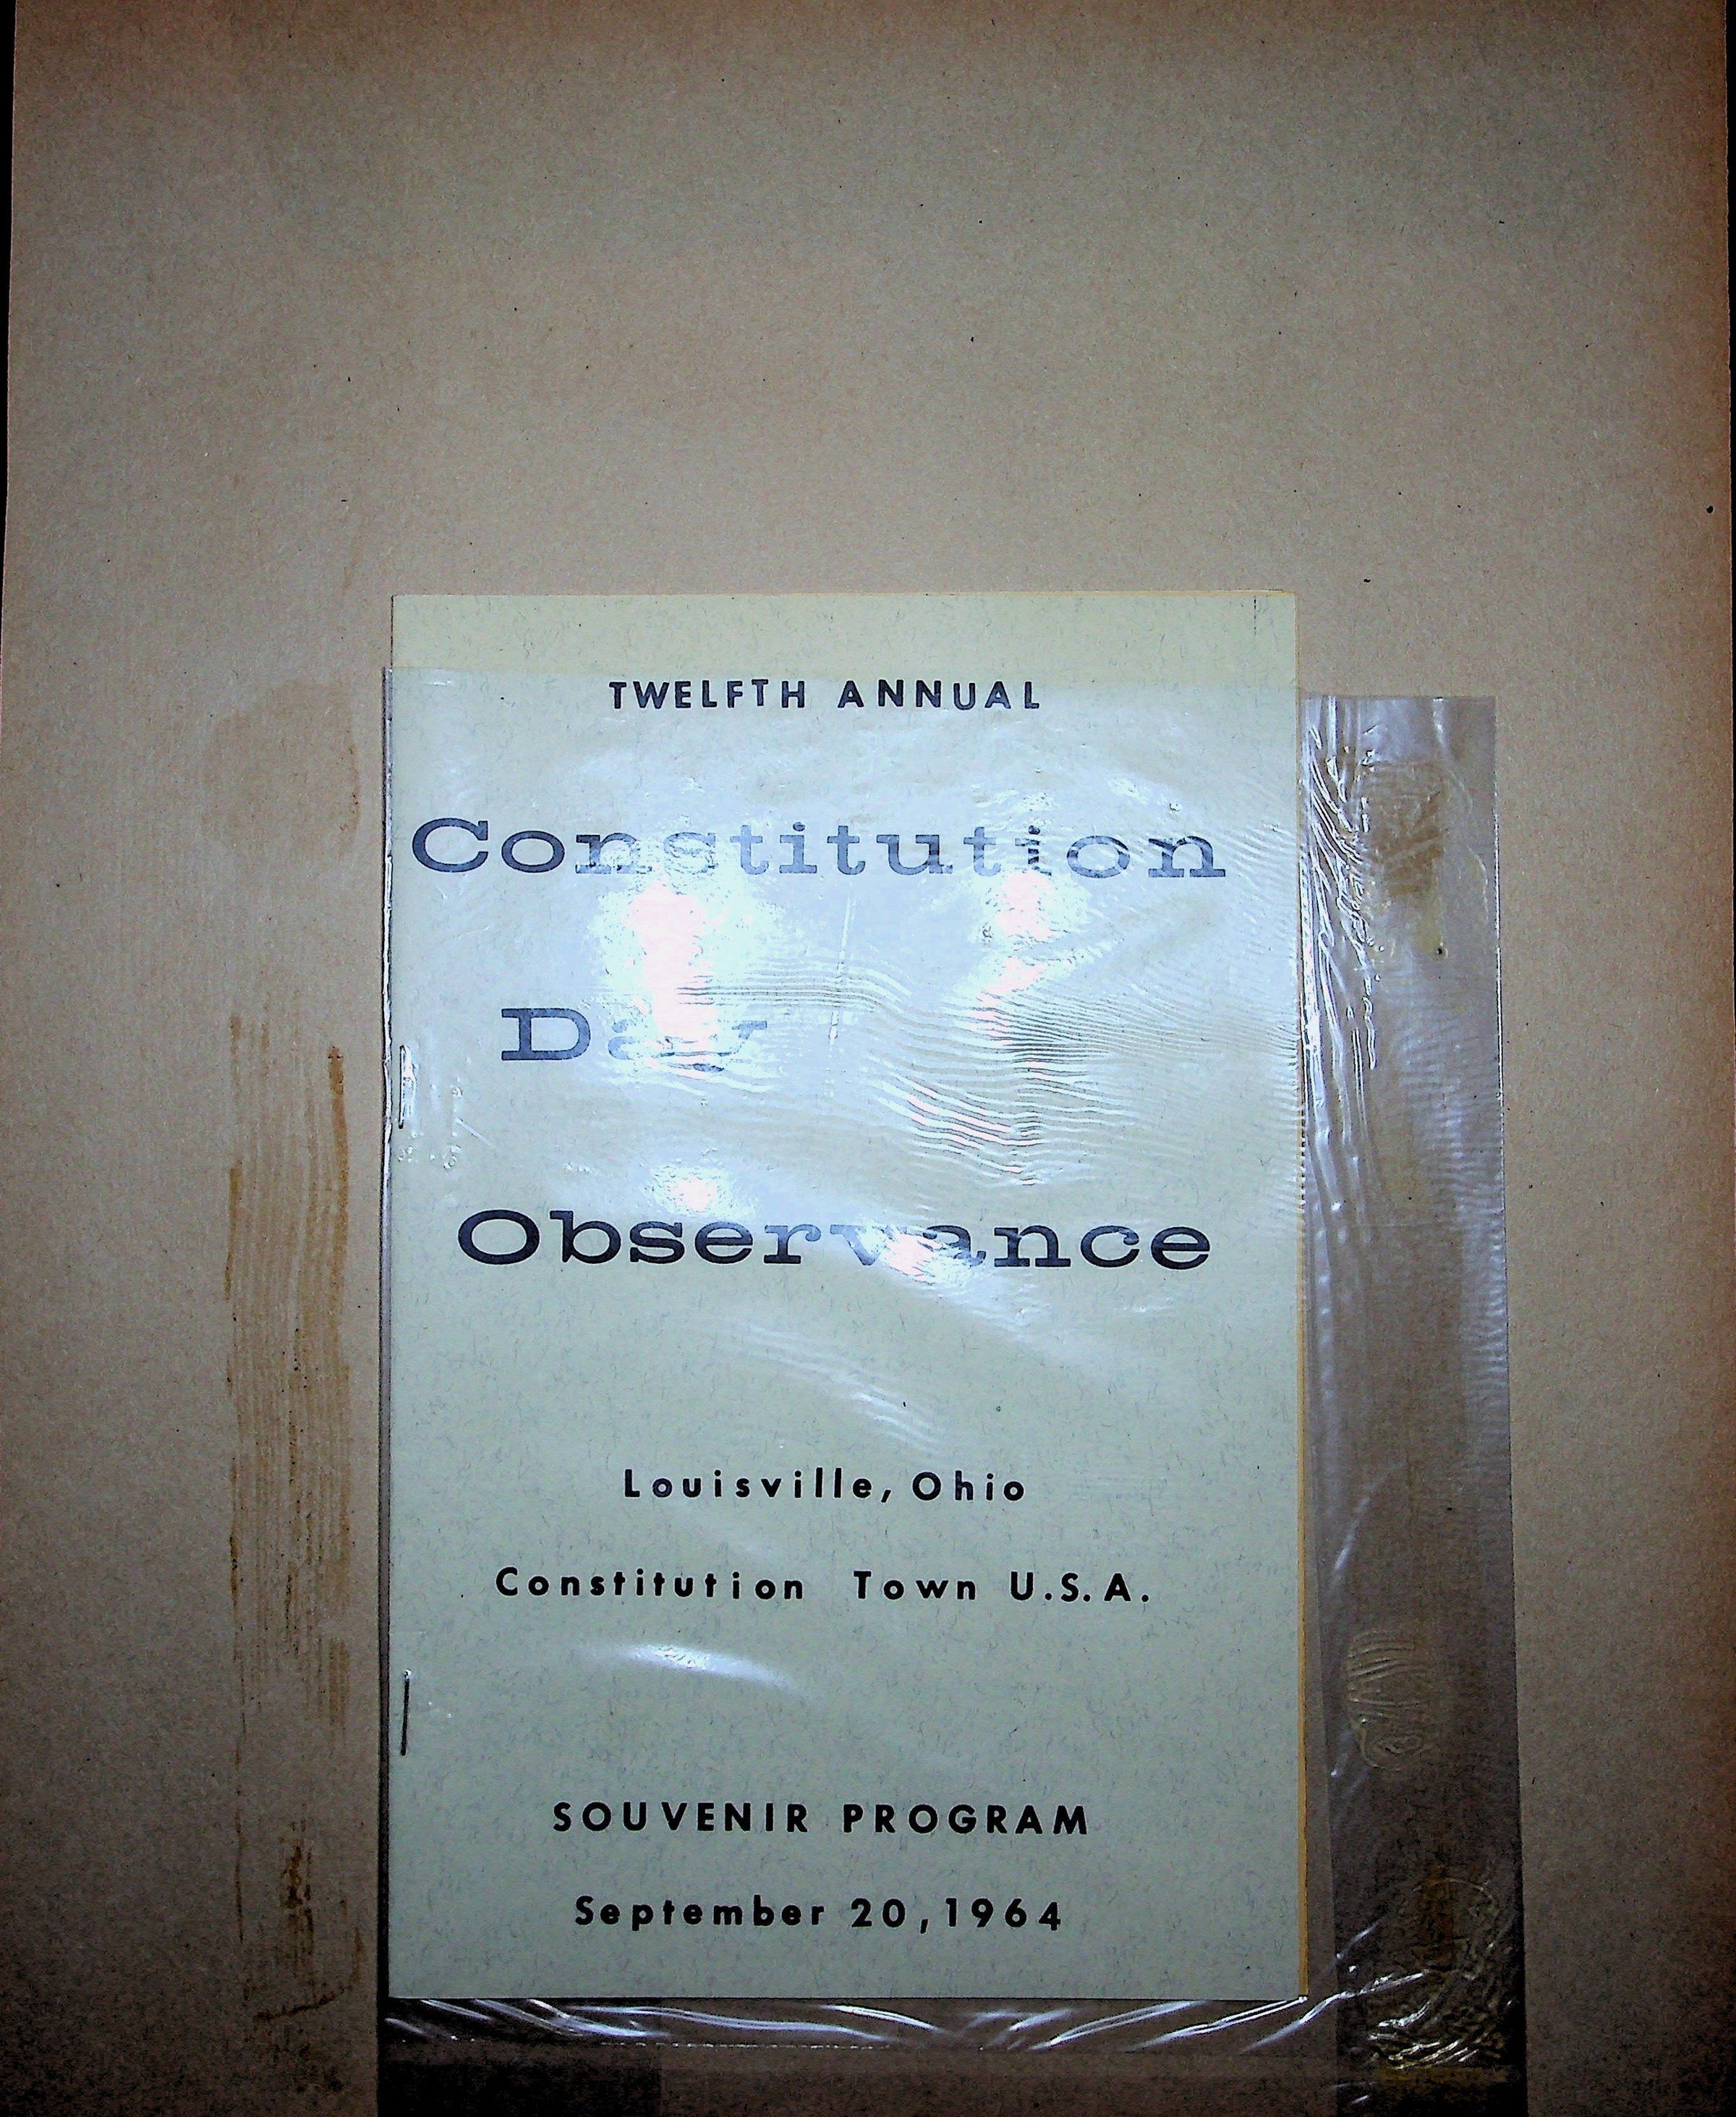 TWELFTH ANNUAL
Constitution
Day
Observance
Louisville, Ohio
Constitution Town U.S.A.
SOUVENIR PROGRAM
September 20, 1964